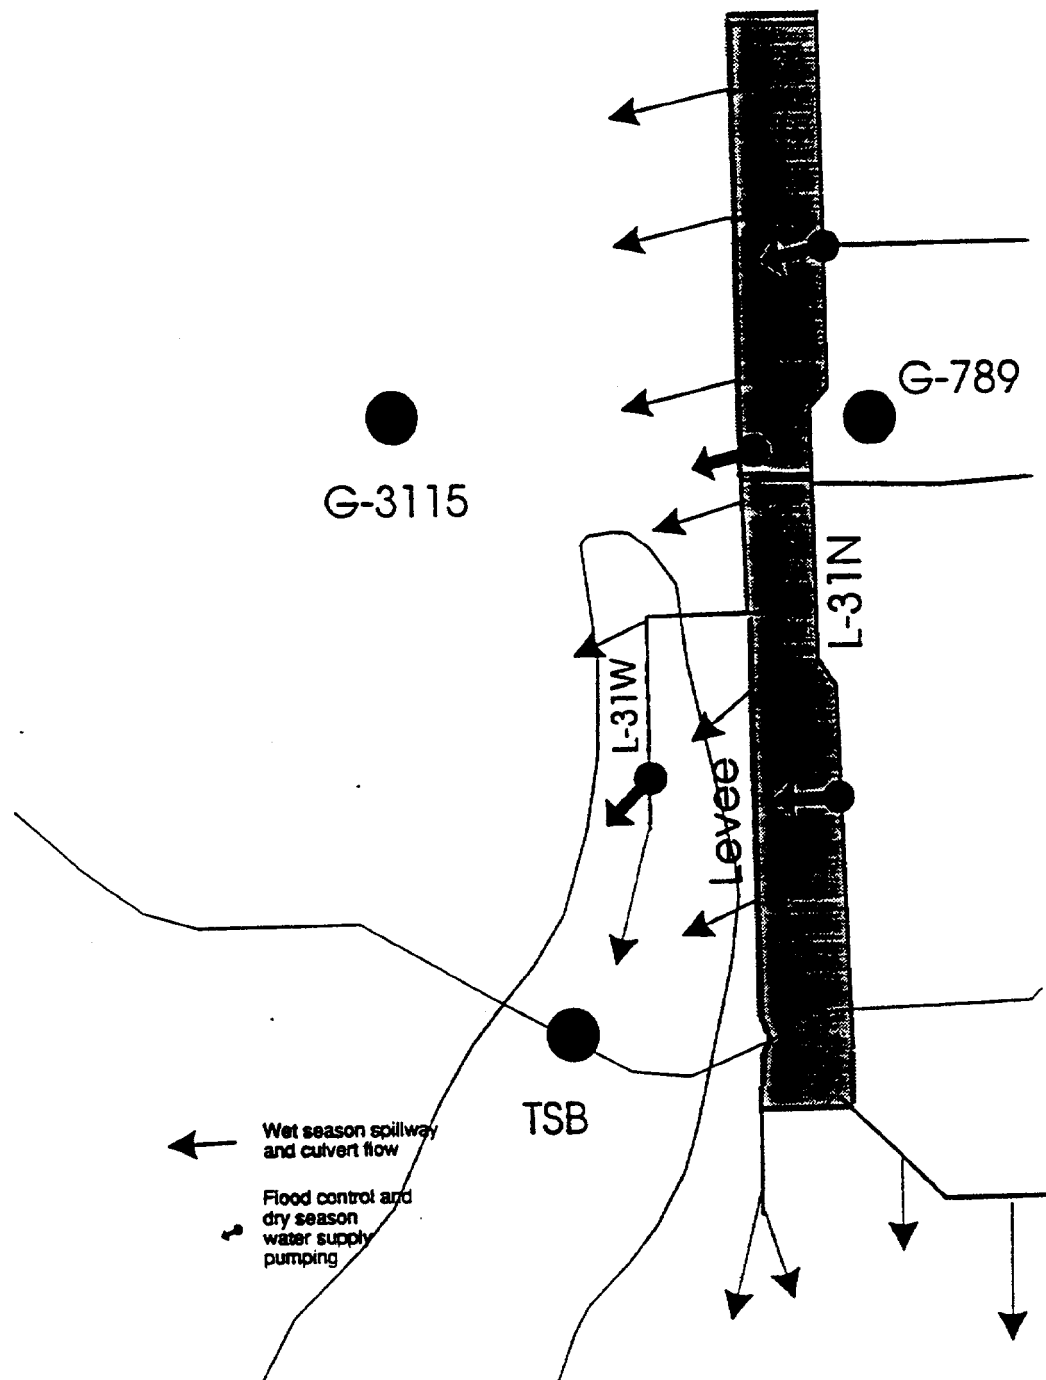 G-789
G-3115
L-31N
L-31W
Levee
TSB
Wet season spillway
and culvert flow
Flood control and
dry season
water supply
pumping